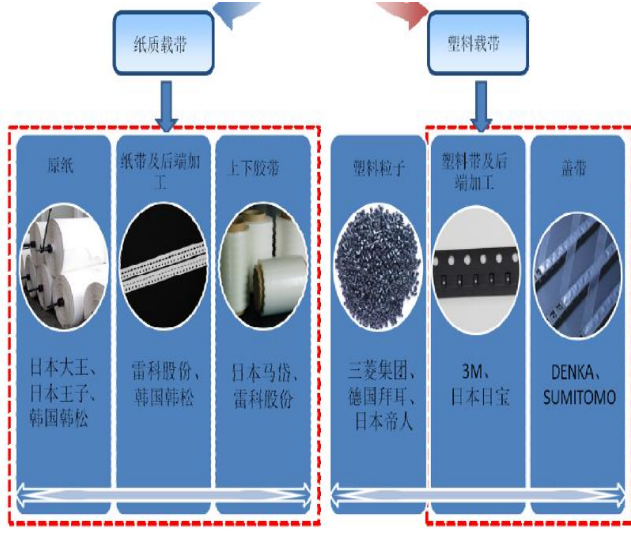 纸质载带
塑料载带
原纸
纸带及后端加
工
上下胶带
塑料粒子
塑料带及后
端加工
盖带
日本大王、
日本王子、
韩国韩松
雷科股份、
韩国韩松
日本马岱、
雷科股份
三菱集团、
德国拜耳、
日本帝人
3M、
日本日宝
DENKA、
SUMITOMO